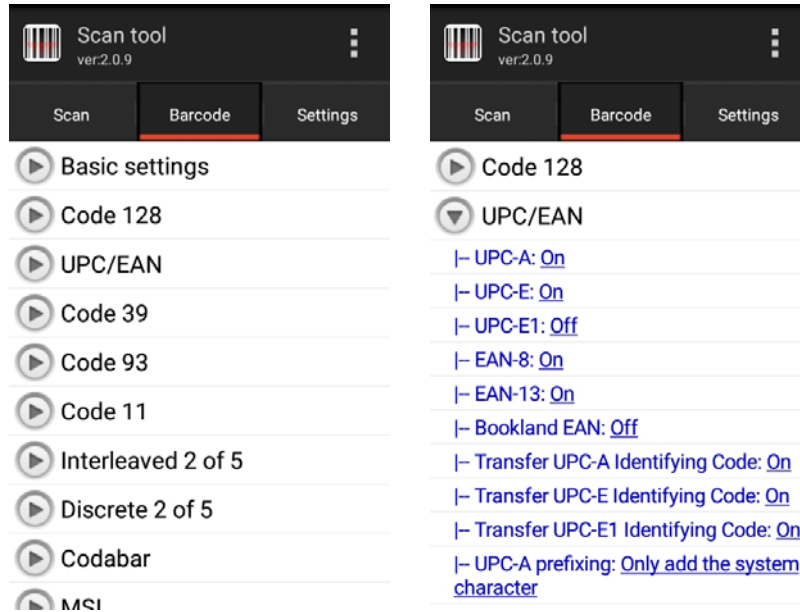 Scan tool
ver:2.0.9
Scan Barcode Settings
Basic settings
Code 128
UPC/EAN
Code 39
Code 93
Code 11
Interleaved 2 of 5
Discrete 2 of 5
Codabar
MSI
Scan tool
ver:2.0.9
Scan Barcode Settings
Code 128
UPC/EAN
|-- UPC-A: On
|-- UPC-E: On
|-- UPC-E1: Off
|-- EAN-8: On
|-- EAN-13: On
|-- Bookland EAN: Off
|-- Transfer UPC-A Identifying Code: On
|-- Transfer UPC-E Identifying Code: On
|-- Transfer UPC-E1 Identifying Code: On
|-- UPC-A prefixing: Only add the system
character